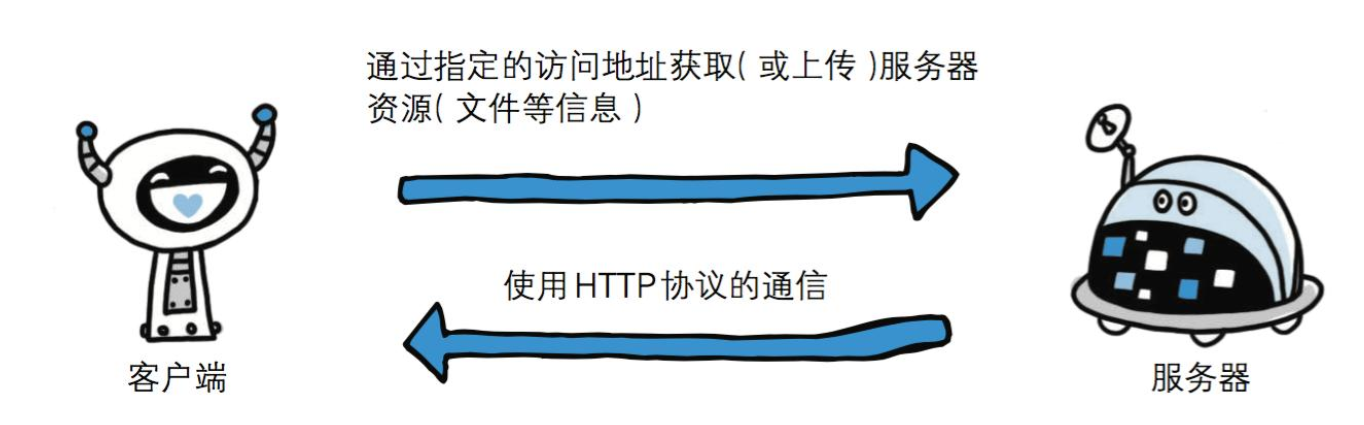 通过指定的访问地址获取( 或上传 )服务器
资源( 文件等信息 )
使用HTTP协议的通信
客户端
服务器